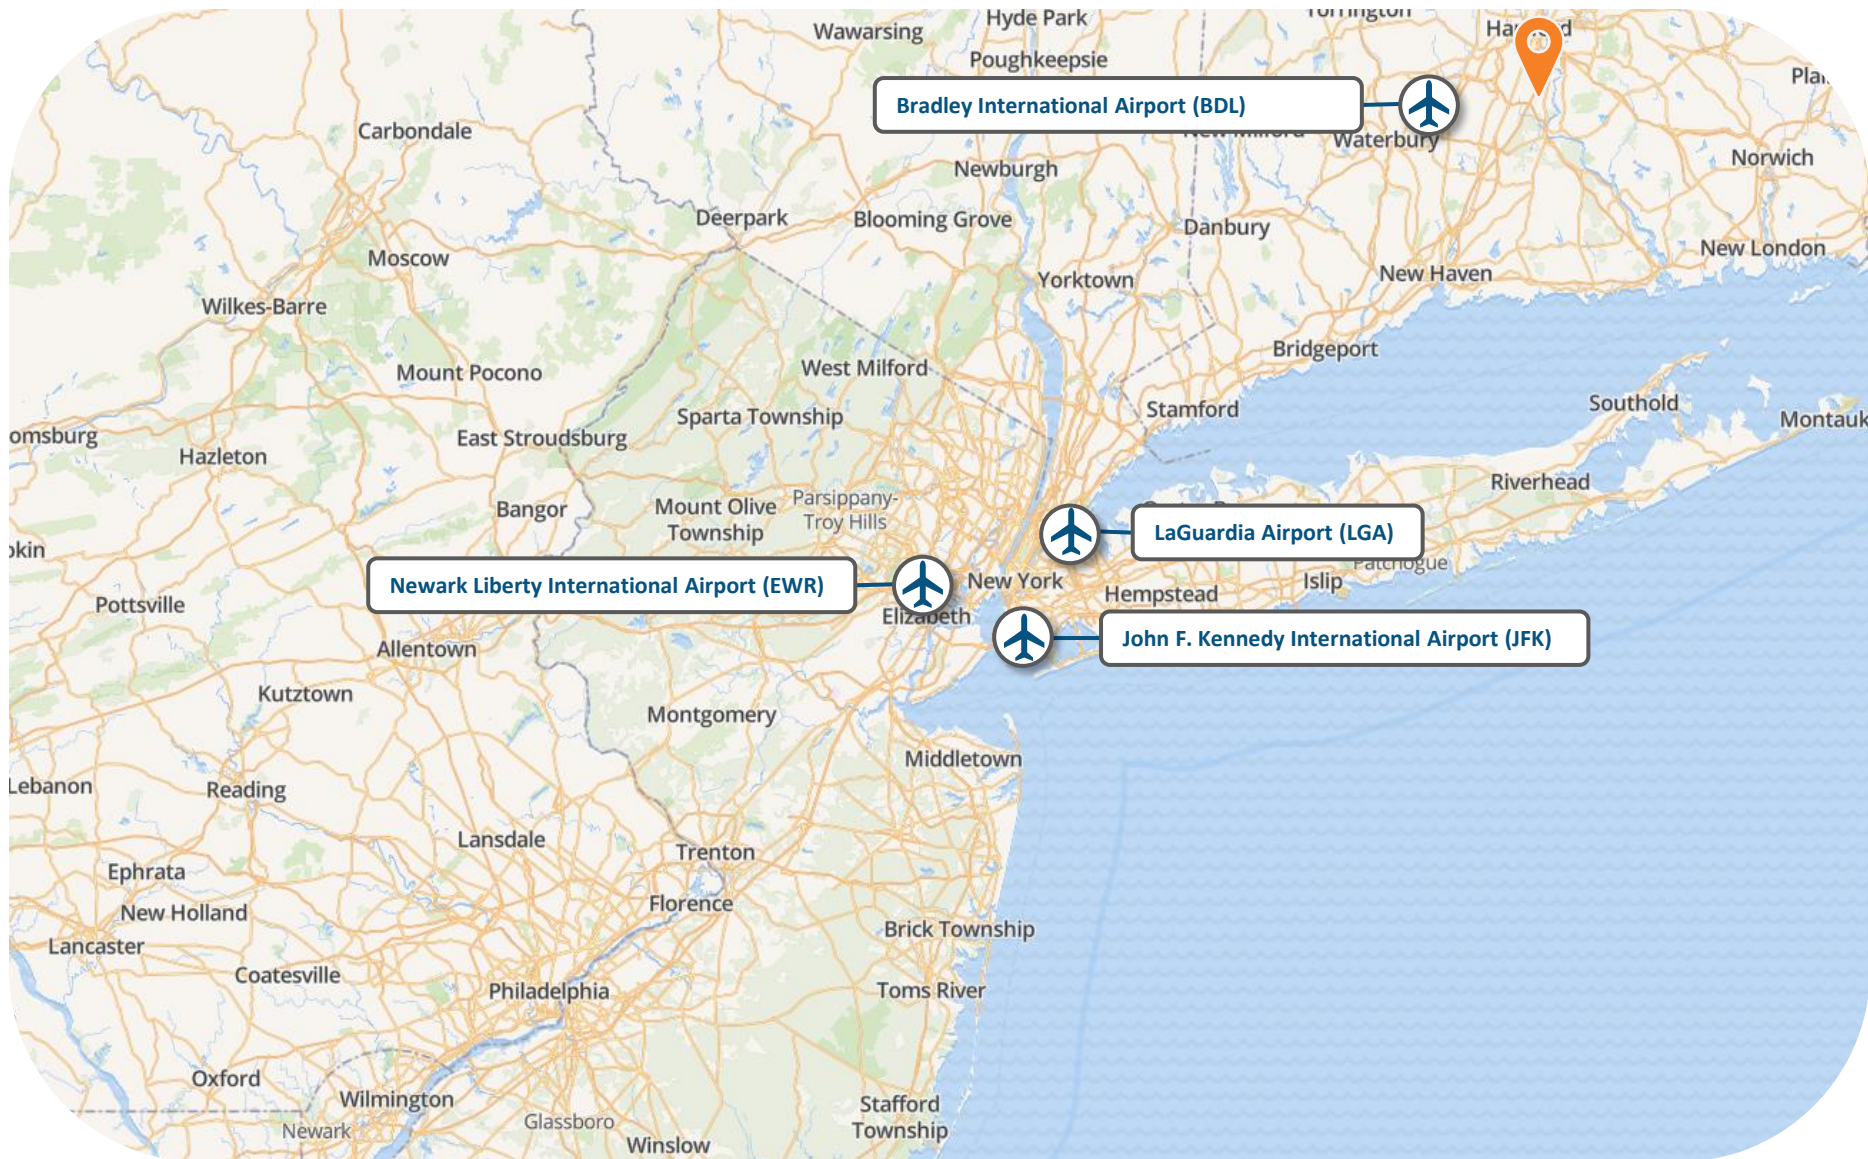 Hyde Park
Wawarsing
Poughkeepsie
Bradley International Airport (BDL)
Waterbury
Carbondale
Norwich
Newburgh
Deerpark
Blooming Grove
Danbury
New London
Moscow
Yorktown
New Haven
Wilkes-Barre
Bridgeport
West Milford
Mount Pocono
Stamford
Southold
Montauk
Sparta Township
omsburg
East Stroudsburg
Hazleton
Riverhead
Bangor
Mount Olive
Township
Parsippany-
Troy Hills
LaGuardia Airport (LGA)
Patchogue
Newark Liberty International Airport (EWR)
New York
Islip
Hempstead
Pottsville
Elizabeth
John F. Kennedy International Airport (JFK)
Allentown
Kutztown
Montgomery
Middletown
Lebanon
Reading
Lansdale
Trenton
Ephrata
Florence
New Holland
Brick Township
Lancaster
Coatesville
Philadelphia
Toms River
Oxford
Wilmington
Stafford
Township
Glassboro
Newark
Winslow